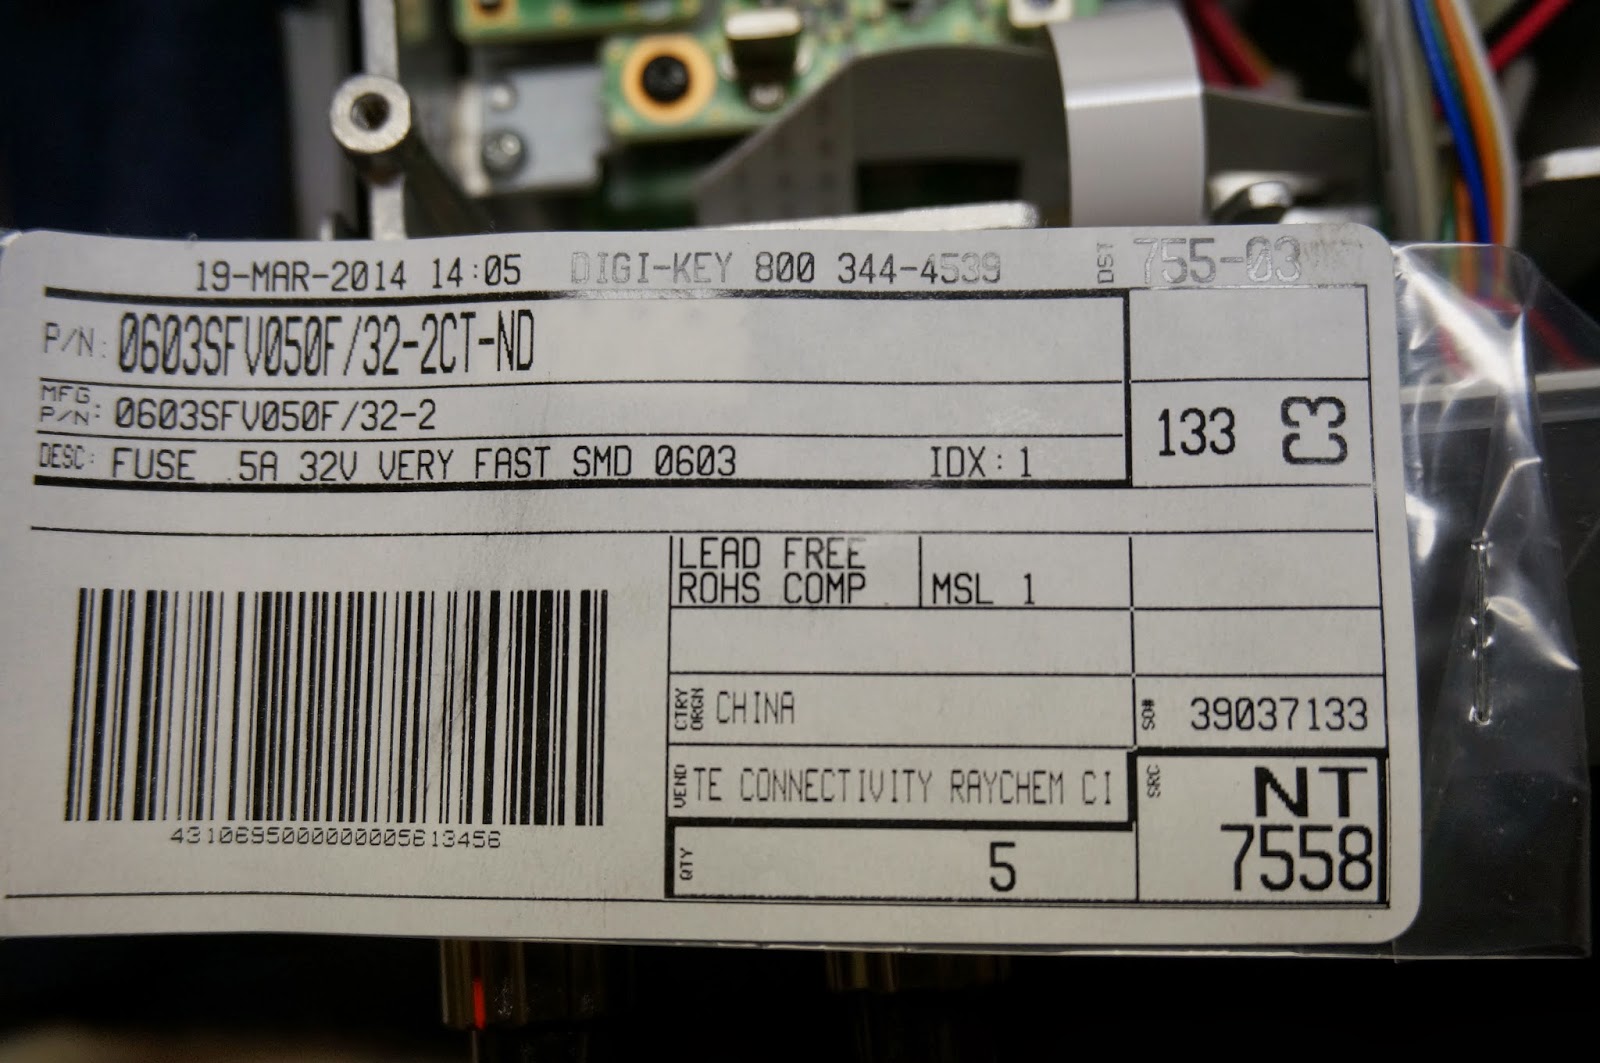 19-MAR-2014 14:05 DIGI-KEY 800 344-4539 DST 755-03
P/N: 0603SFV050F/32-2CT-ND
MFG P/N: 0603SFV050F/32-2
133 C3
DESC: FUSE .5A 32V VERY FAST SMD 0603 IDX: 1
LEAD FREE
ROHS COMP MSL 1
CTRY ORGN CHINA SO# 39037133
VEND TE CONNECTIVITY RAYCHEM CI SRC NT
QTY 5 7558